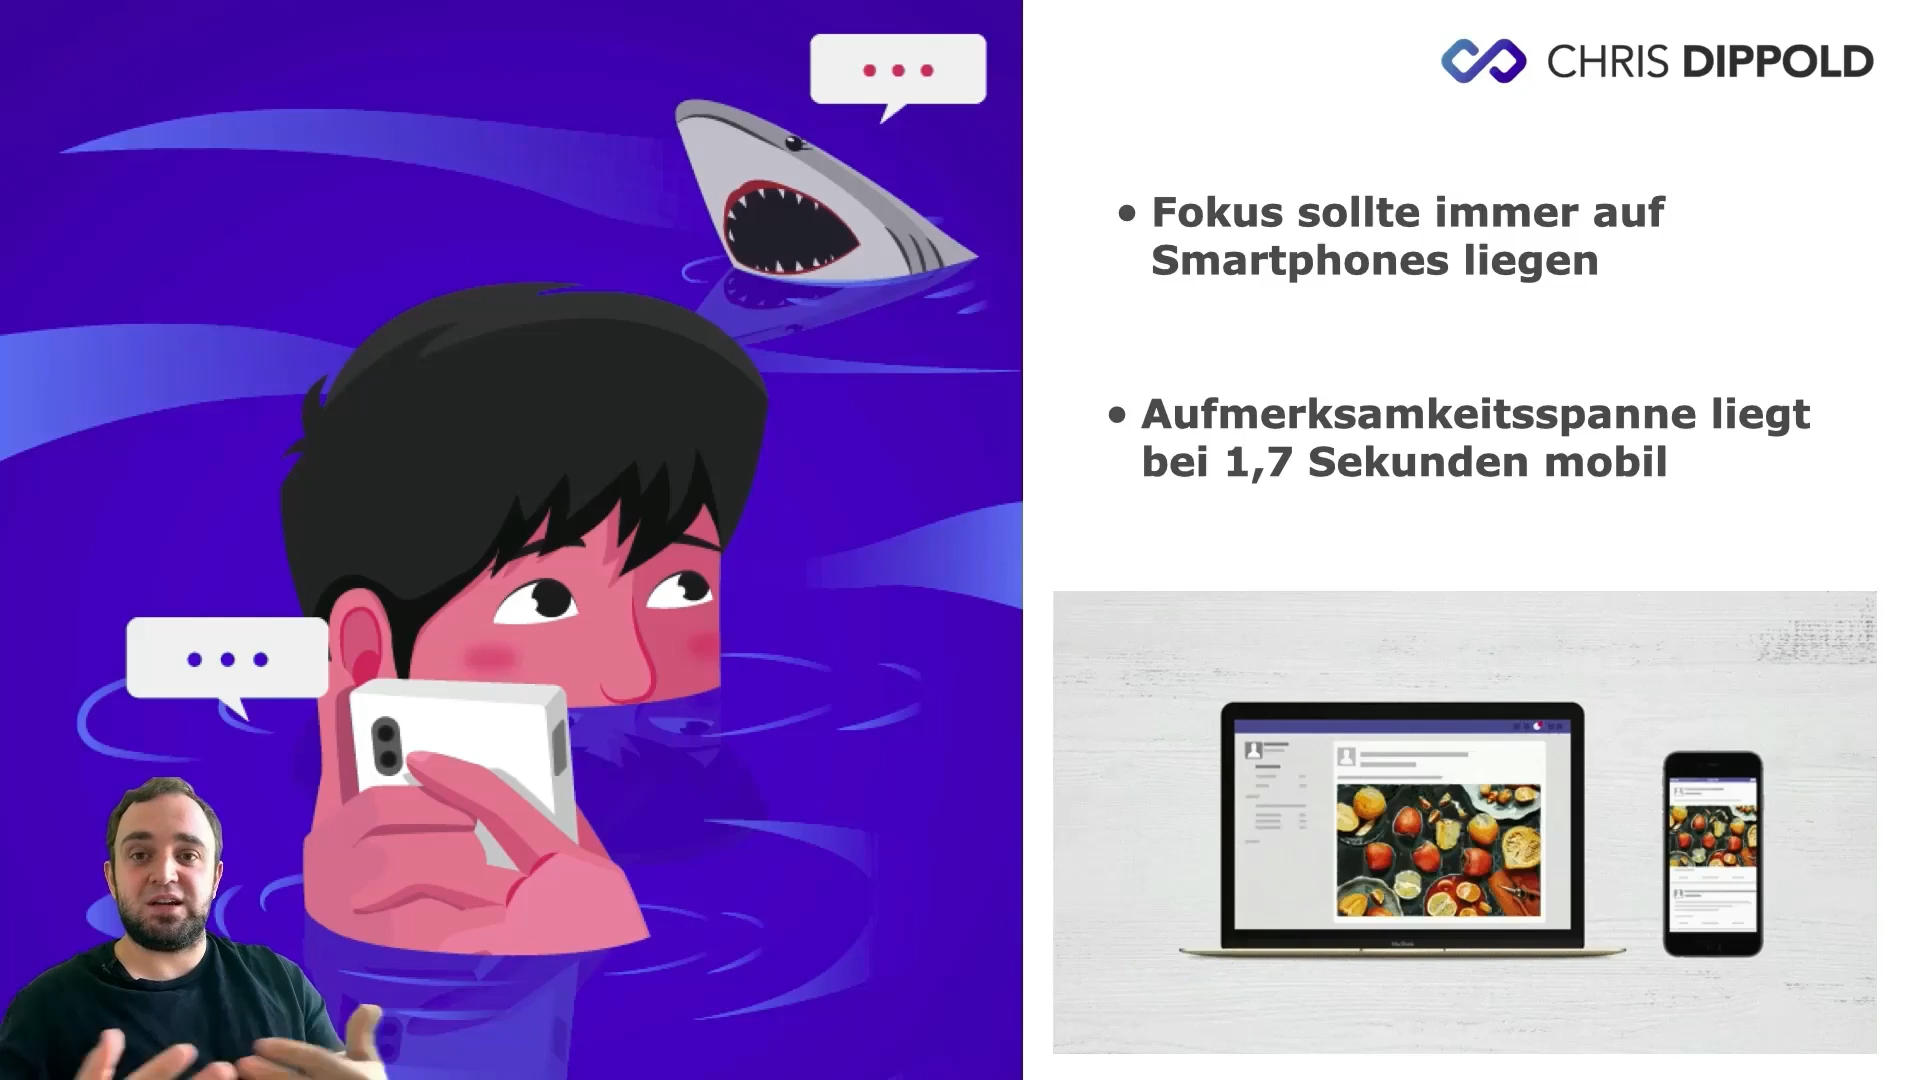 CHRIS DIPPOLD
• Fokus sollte immer auf
Smartphones liegen
• Aufmerksamkeitsspanne liegt
bei 1,7 Sekunden mobil